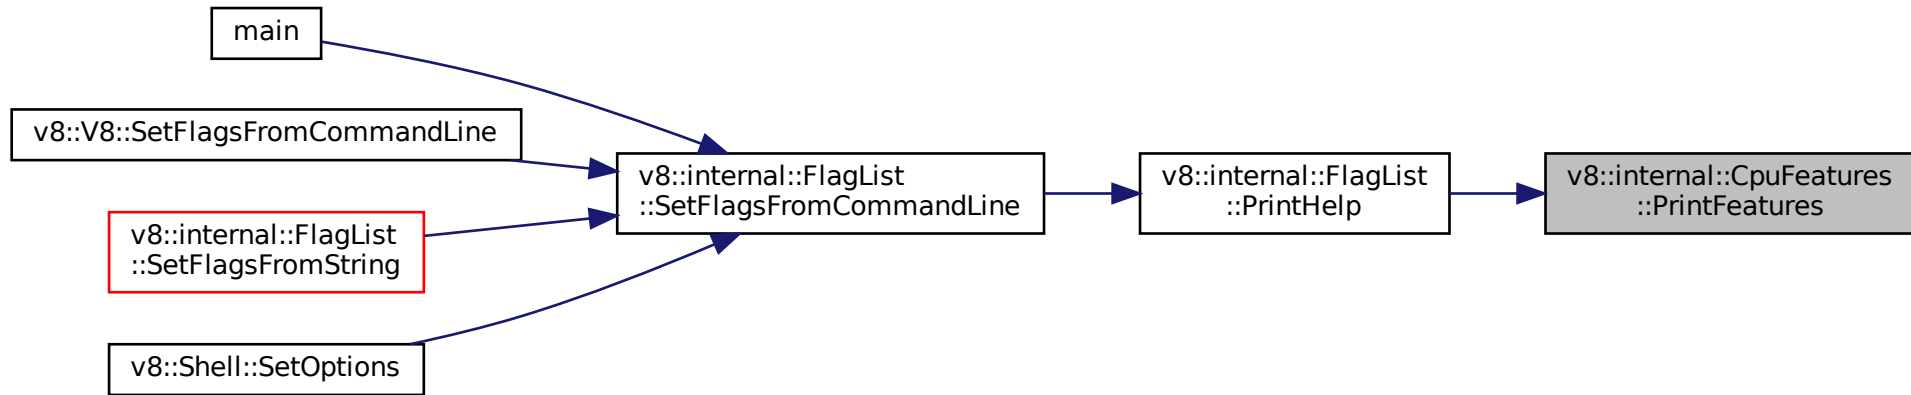 main
v8::V8::SetFlagsFromCommandLine
v8::internal::FlagList
::SetFlagsFromString
v8::Shell::SetOptions
v8::internal::FlagList
::SetFlagsFromCommandLine
v8::internal::FlagList
::PrintHelp
v8::internal::CpuFeatures
::PrintFeatures